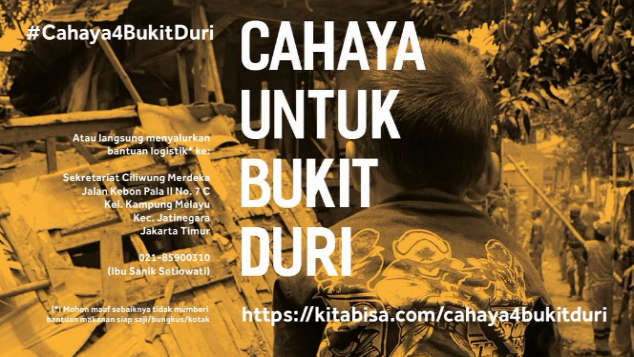 #Cahaya4BukitDuri
CAHAYA
UNTUK
BUKIT
DURI
Atau langsung menyalurkan
bantuan logistik* ke:
Sekretariat Ciliwung Merdeka
Jalan Kebon Pala II No. 7 C
Kel. Kampung Melayu
Kec. Jatinegara
Jakarta Timur
021-85900310
(Ibu Sanik Setiowati)
(*) Mohon maaf sebaiknya tidak memberi
bantuan makanan siap saji/bungkus/kotak
https://kitabisa.com/cahaya4bukitduri